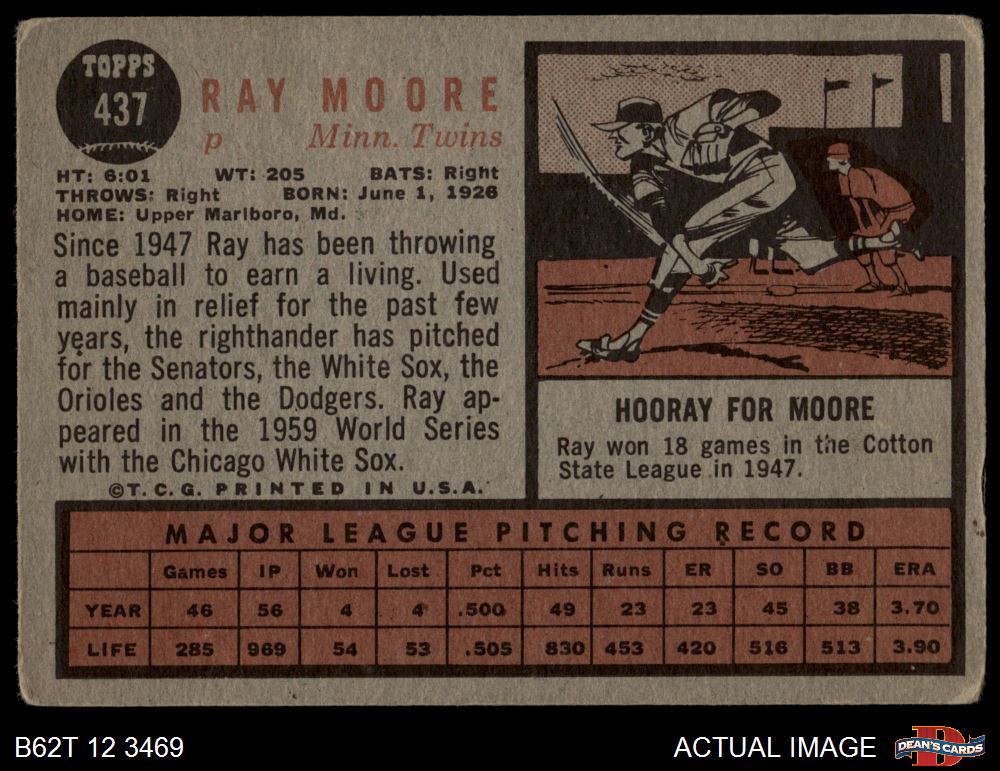 TOPPS
437
RAY MOORE
p Minn. Twins
HT: 6:01 WT: 205 BATS: Right
THROWS: Right BORN: June 1, 1926
HOME: Upper Marlboro, Md.
Since 1947 Ray has been throwing
a baseball to earn a living. Used
mainly in relief for the past few
years, the righthander has pitched
for the Senators, the White Sox, the
Orioles and the Dodgers. Ray ap-
peared in the 1959 World Series
with the Chicago White Sox.
©T.C.G. PRINTED IN U.S.A.
HOORAY FOR MOORE
Ray won 18 games in the Cotton
State League in 1947.
MAJOR LEAGUE PITCHING RECORD
Games IP Won Lost Pct Hits Runs ER SO BB ERA
YEAR 46 56 4 4 .500 49 23 23 45 38 3.70
LIFE 285 969 54 53 .505 830 453 420 516 513 3.90
B62T 12 3469
ACTUAL IMAGE
DEAN'S CARDS